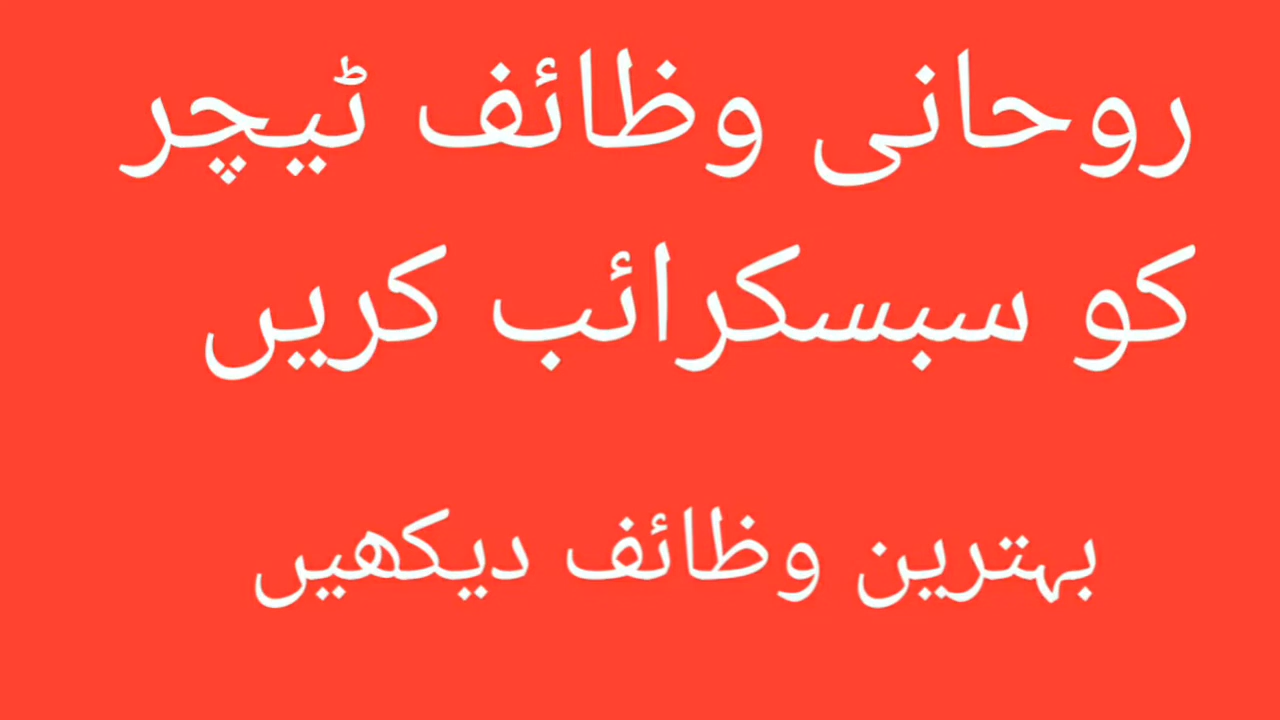 روحانی وظائف ٹیچر
کو سبسکرائب کریں
بہترین وظائف دیکھیں